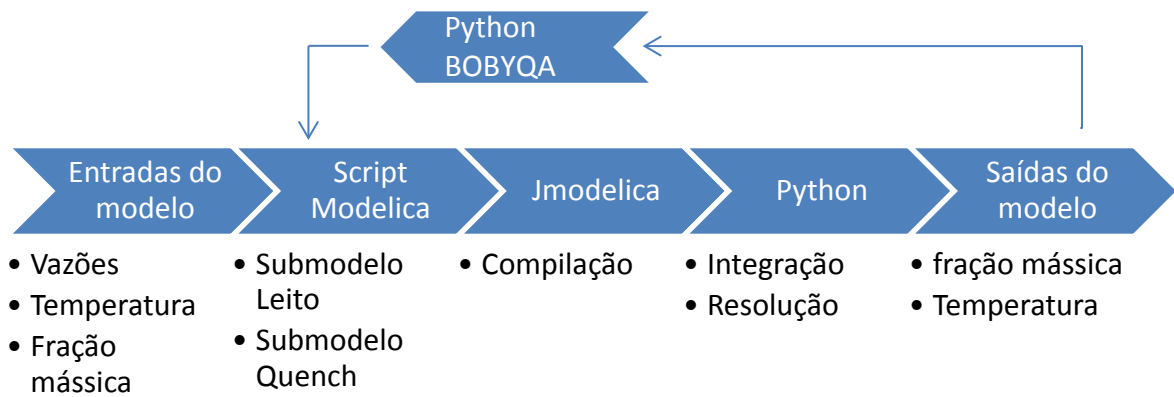 Python
BOBYQA
Entradas do
modelo
Script
Modelica
Jmodelica
Python
Saídas do
modelo
• Vazões
• Temperatura
• Fração
mássica
• Submodelo
Leito
• Submodelo
Quench
• Compilação
• Integração
• Resolução
• fração mássica
• Temperatura